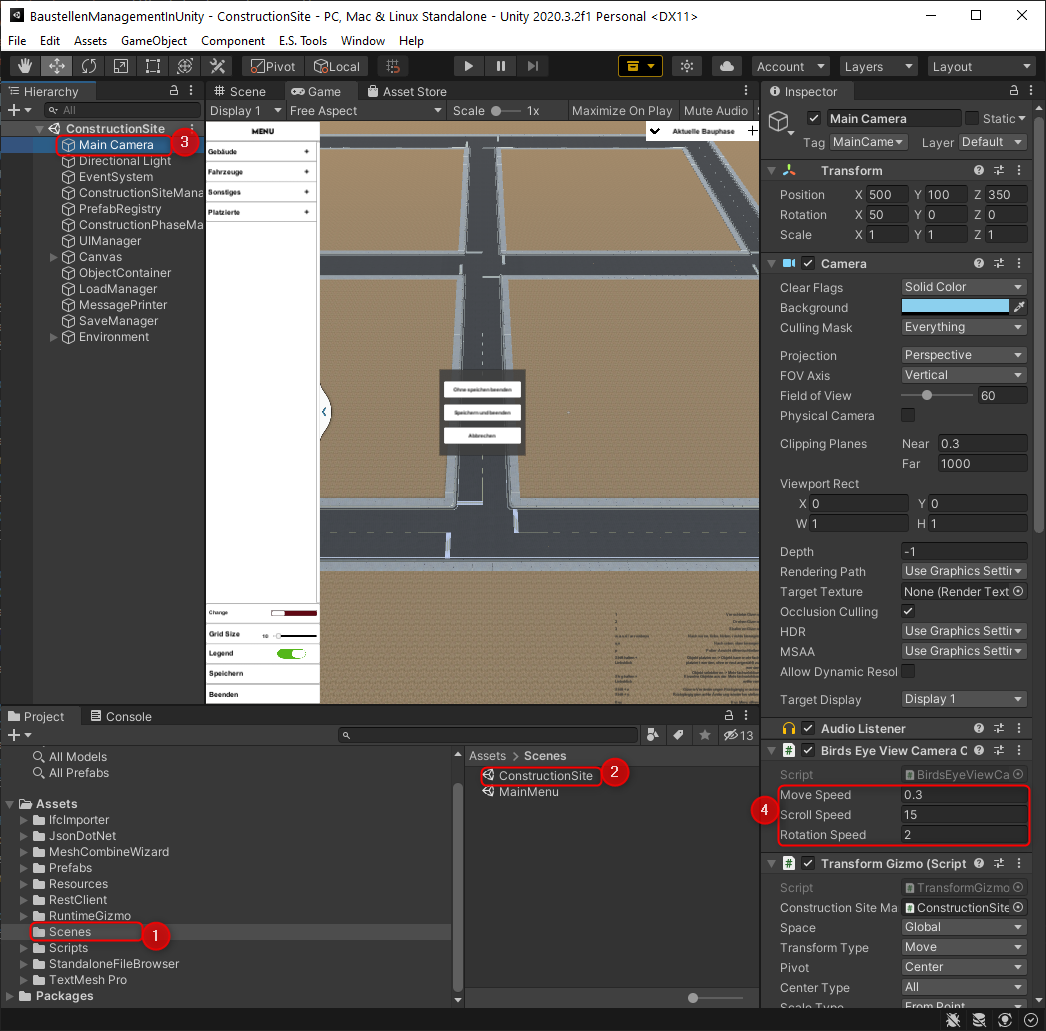 BaustellenManagementInUnity - ConstructionSite - PC, Mac & Linux Standalone - Unity 2020.3.2f1 Personal <DX11>
File Edit Assets GameObject Component E.S. Tools Window Help
Pivot Local Account Layers Layout
Hierarchy
All
ConstructionSite
Main Camera 3
Directional Light
EventSystem
ConstructionSiteMana
PrefabRegistry
ConstructionPhaseMa
UIManager
Canvas
ObjectContainer
LoadManager
MessagePrinter
SaveManager
Environment
Scene Game Asset Store
Display 1 Free Aspect Scale 1x Maximize On Play Mute Audio
MENU
Gebäude +
Fahrzeuge +
Sonstiges +
Platzierte +
Aktuelle Bauphase +
Ohne speichen beenden
Speichern und beenden
Abbrechen
Change
Grid Size 10
Legend
Speichern
Beenden
Project Console
13
All Models
All Prefabs
Assets
IfcImporter
JsonDotNet
MeshCombineWizard
Prefabs
Resources
RestClient
RuntimeGizmo
Scenes 1
Scripts
StandaloneFileBrowser
TextMesh Pro
Packages
Assets > Scenes
ConstructionSite 2
MainMenu
Inspector
Main Camera Static
Tag MainCame Layer Default
Transform
Position X 500 Y 100 Z 350
Rotation X 50 Y 0 Z 0
Scale X 1 Y 1 Z 1
Camera
Clear Flags Solid Color
Background
Culling Mask Everything
Projection Perspective
FOV Axis Vertical
Field of View 60
Physical Camera
Clipping Planes Near 0.3
Far 1000
Viewport Rect
X 0 Y 0
W 1 H 1
Depth -1
Rendering Path Use Graphics Settir
Target Texture None (Render Text
Occlusion Culling
HDR Use Graphics Settir
MSAA Use Graphics Settir
Allow Dynamic Resol
Target Display Display 1
Audio Listener
# Birds Eye View Camera C
Script BirdsEyeViewCa
4
Move Speed 0.3
Scroll Speed 15
Rotation Speed 2
# Transform Gizmo (Script
Script TransformGizmo
Construction Site Ma ConstructionSite
Space Global
Transform Type Move
Pivot Center
Center Type All
Scale Type From Point